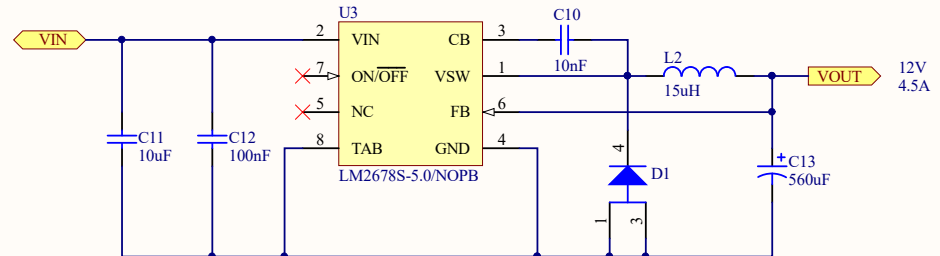 U3
C10
VIN
2
VIN
CB
3
10nF
7
ON/OFF
VSW
1
L2
15uH
VOUT
12V
4.5A
5
NC
FB
6
C11
10uF
C12
100nF
8
TAB
GND
4
LM2678S-5.0/NOPB
4
D1
1
3
+
C13
560uF